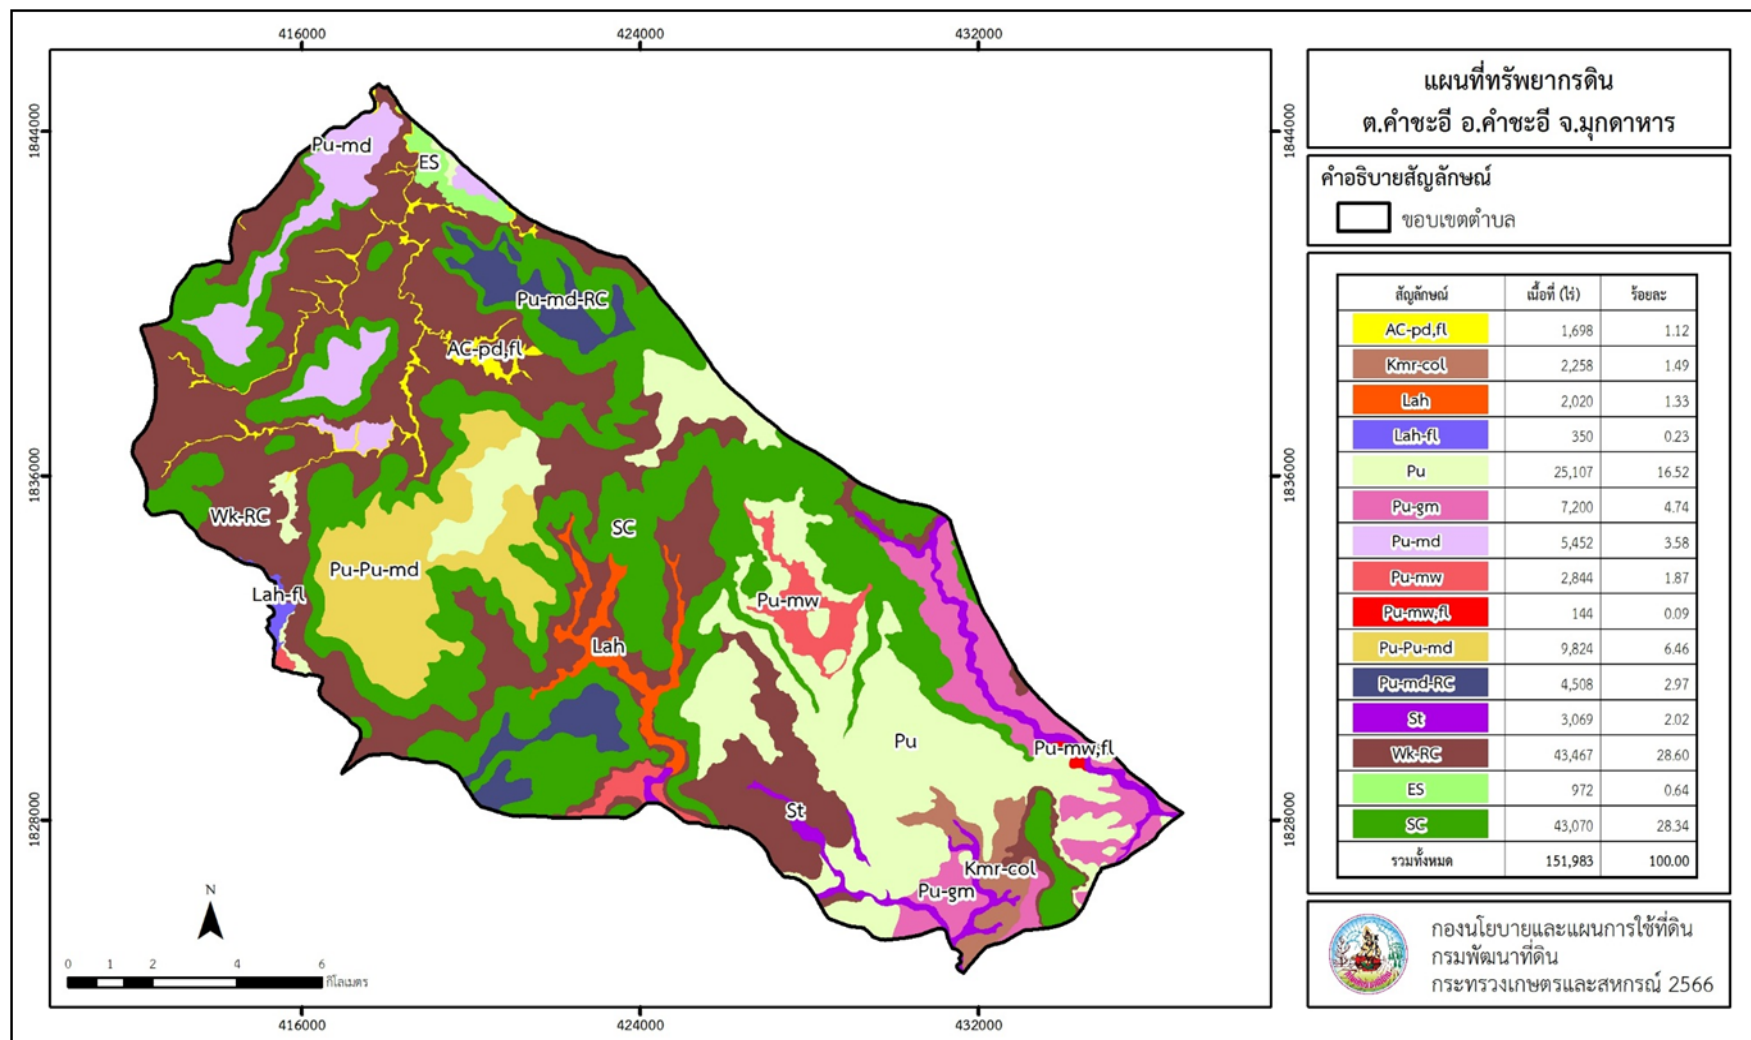 416000
424000
432000
1844000
1844000
1836000
1836000
1828000
1828000
416000
424000
432000
Pu-md
ES
Pu-md-RC
AC-pd,fl
Wk-RC
SC
Pu-Pu-md
Lah-fl
Pu-mw
Lah
Pu
Pu-mw,fl
St
Kmr-col
Pu-gm
N
0 1 2 4 6
กิโลเมตร
แผนที่ทรัพยากรดิน
ต.คำชะอี อ.คำชะอี จ.มุกดาหาร
คำอธิบายสัญลักษณ์
ขอบเขตตำบล
สัญลักษณ์ เนื้อที่ (ไร่) ร้อยละ
AC-pd,fl 1,698 1.12
Kmr-col 2,258 1.49
Lah 2,020 1.33
Lah-fl 350 0.23
Pu 25,107 16.52
Pu-gm 7,200 4.74
Pu-md 5,452 3.58
Pu-mw 2,844 1.87
Pu-mw,fl 144 0.09
Pu-Pu-md 9,824 6.46
Pu-md-RC 4,508 2.97
St 3,069 2.02
Wk-RC 43,467 28.60
ES 972 0.64
SC 43,070 28.34
รวมทั้งหมด 151,983 100.00
กองนโยบายและแผนการใช้ที่ดิน
กรมพัฒนาที่ดิน
กระทรวงเกษตรและสหกรณ์ 2566